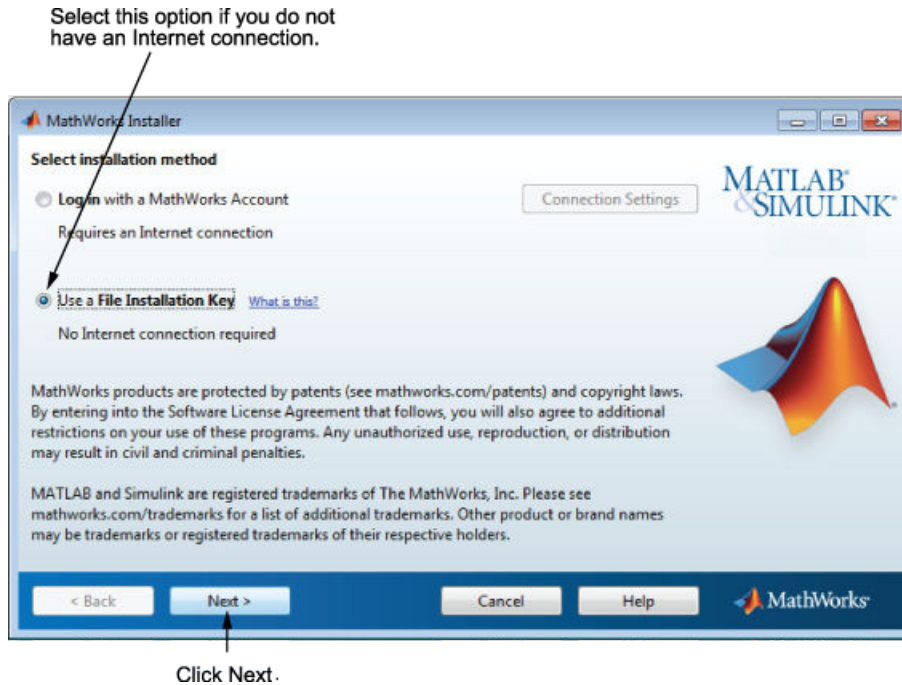 Select this option if you do not
have an Internet connection.
MathWorks Installer
Select installation method
Log in with a MathWorks Account
Connection Settings
Requires an Internet connection
Use a File Installation Key
What is this?
No Internet connection required
MATLAB®
&SIMULINK®
MathWorks products are protected by patents (see mathworks.com/patents) and copyright laws.
By entering into the Software License Agreement that follows, you will also agree to additional
restrictions on your use of these programs. Any unauthorized use, reproduction, or distribution
may result in civil and criminal penalties.
MATLAB and Simulink are registered trademarks of The MathWorks, Inc. Please see
mathworks.com/trademarks for a list of additional trademarks. Other product or brand names
may be trademarks or registered trademarks of their respective holders.
< Back
Next >
Cancel
Help
MathWorks®
Click Next.